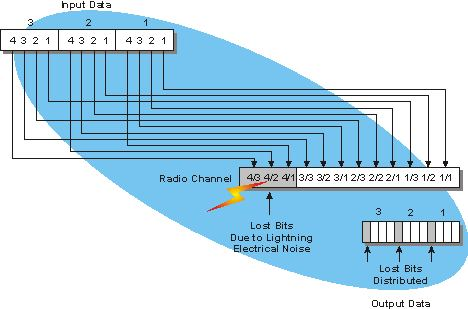 Input Data
3 2 1
4 3 2 1 4 3 2 1 4 3 2 1
Radio Channel
4/3 4/2 4/1 3/3 3/2 3/1 2/3 2/2 2/1 1/3 1/2 1/1
Lost Bits
Due to Lightning
Electrical Noise
3 2 1
Lost Bits
Distributed
Output Data